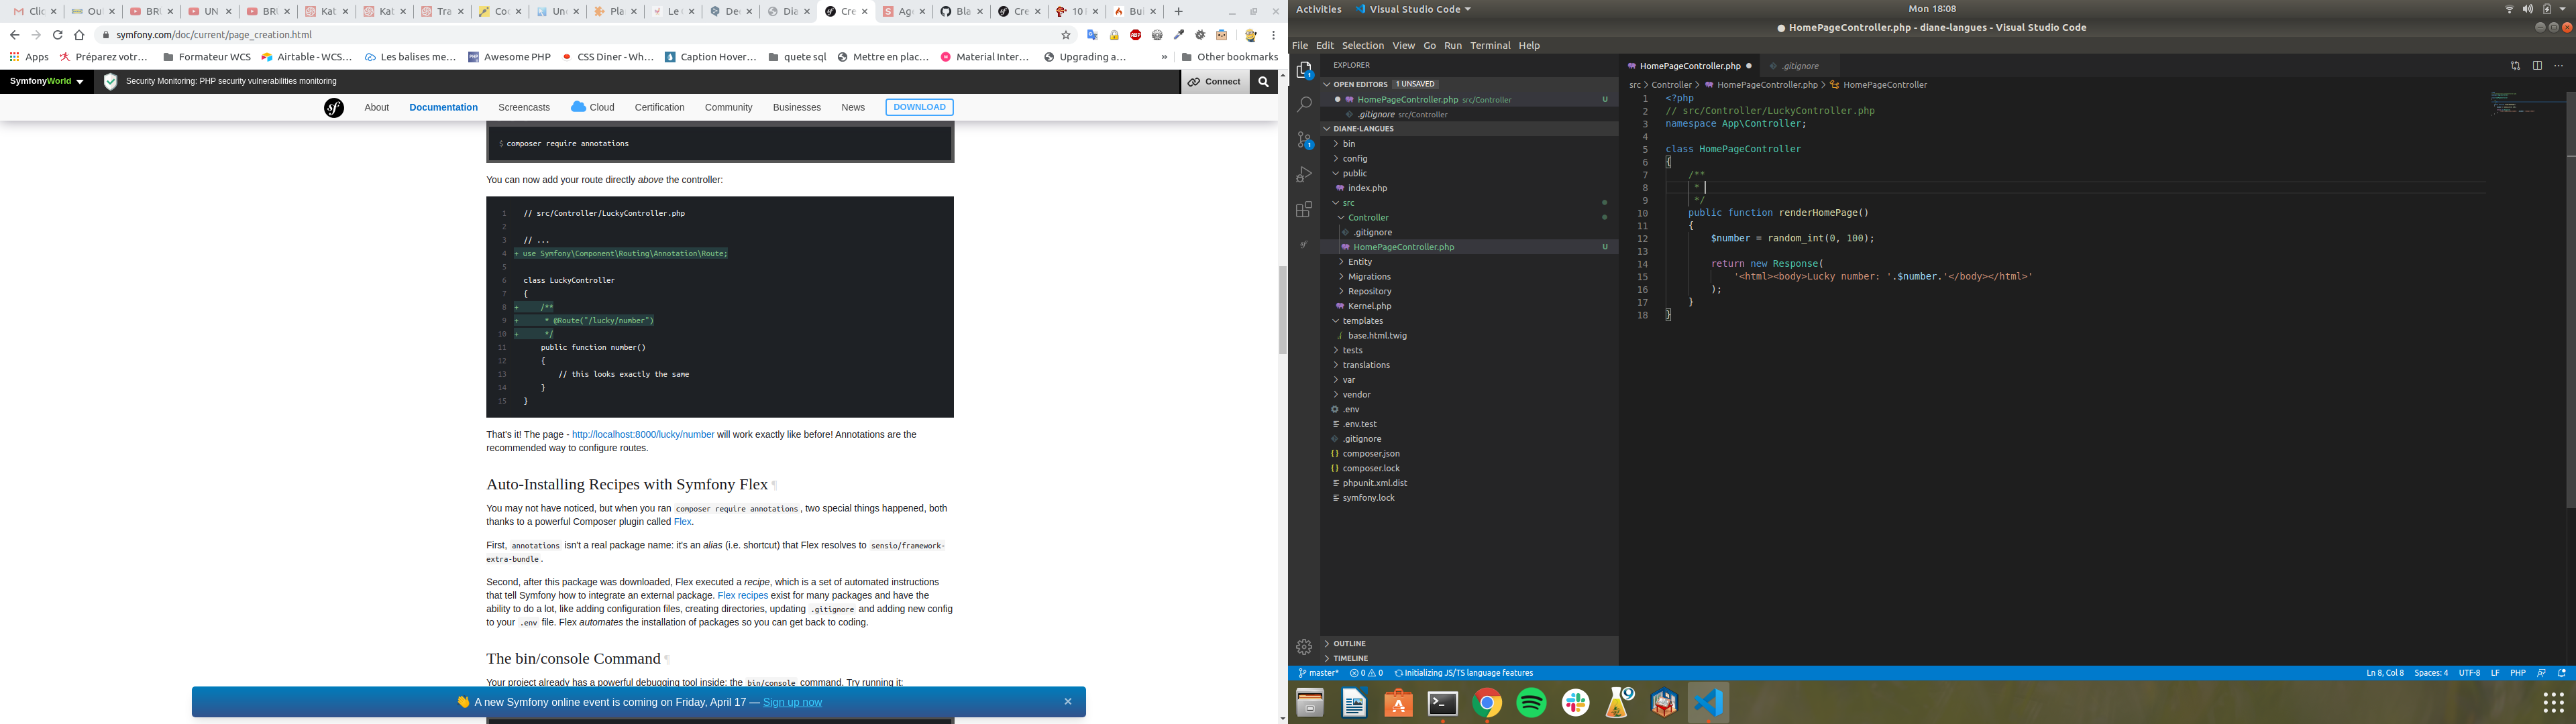 Clic
Out
BRU
UN
BRU
Kat
Kat
Tra
Coc
Unc
Pla
Le
Dec
Dia
Cre
Age
Bla
Cre
10
Bui
symfony.com/doc/current/page_creation.html
Apps
Préparez votr…
Formateur WCS
Airtable - WCS…
Les balises me…
Awesome PHP
CSS Diner - Wh…
Caption Hover…
quete sql
Mettre en plac…
Material Inter…
Upgrading a…
»
Other bookmarks
SymfonyWorld
Security Monitoring: PHP security vulnerabilities monitoring
Connect
sf About Documentation Screencasts Cloud Certification Community Businesses News DOWNLOAD
$ composer require annotations
You can now add your route directly above the controller:
1 // src/Controller/LuckyController.php
2
3 // ...
4 + use Symfony\Component\Routing\Annotation\Route;
5
6 class LuckyController
7 {
8 + /**
9 + * @Route("/lucky/number")
10 + */
11 public function number()
12 {
13 // this looks exactly the same
14 }
15 }
That's it! The page - http://localhost:8000/lucky/number will work exactly like before! Annotations are the
recommended way to configure routes.
Auto-Installing Recipes with Symfony Flex ¶
You may not have noticed, but when you ran composer require annotations, two special things happened, both
thanks to a powerful Composer plugin called Flex.
First, annotations isn't a real package name: it's an alias (i.e. shortcut) that Flex resolves to sensio/framework-
extra-bundle.
Second, after this package was downloaded, Flex executed a recipe, which is a set of automated instructions
that tell Symfony how to integrate an external package. Flex recipes exist for many packages and have the
ability to do a lot, like adding configuration files, creating directories, updating .gitignore and adding new config
to your .env file. Flex automates the installation of packages so you can get back to coding.
The bin/console Command ¶
Your project already has a powerful debugging tool inside: the bin/console command. Try running it:
👋 A new Symfony online event is coming on Friday, April 17 — Sign up now ×
Activities Visual Studio Code Mon 18:08
● HomePageController.php - diane-langues - Visual Studio Code
File Edit Selection View Go Run Terminal Help
EXPLORER
OPEN EDITORS 1 UNSAVED
● HomePageController.php src/Controller U
.gitignore src/Controller
DIANE-LANGUES
bin
config
public
index.php
src
Controller
.gitignore
HomePageController.php U
Entity
Migrations
Repository
Kernel.php
templates
base.html.twig
tests
translations
var
vendor
.env
.env.test
.gitignore
composer.json
composer.lock
phpunit.xml.dist
symfony.lock
OUTLINE
TIMELINE
HomePageController.php ● .gitignore
src > Controller > HomePageController.php > HomePageController
1 <?php
2 // src/Controller/LuckyController.php
3 namespace App\Controller;
4
5 class HomePageController
6 {
7 /**
8 *
9 */
10 public function renderHomePage()
11 {
12 $number = random_int(0, 100);
13
14 return new Response(
15 '<html><body>Lucky number: '.$number.'</body></html>'
16 );
17 }
18 }
master* 0 0 Initializing JS/TS language features Ln 8, Col 8 Spaces: 4 UTF-8 LF PHP